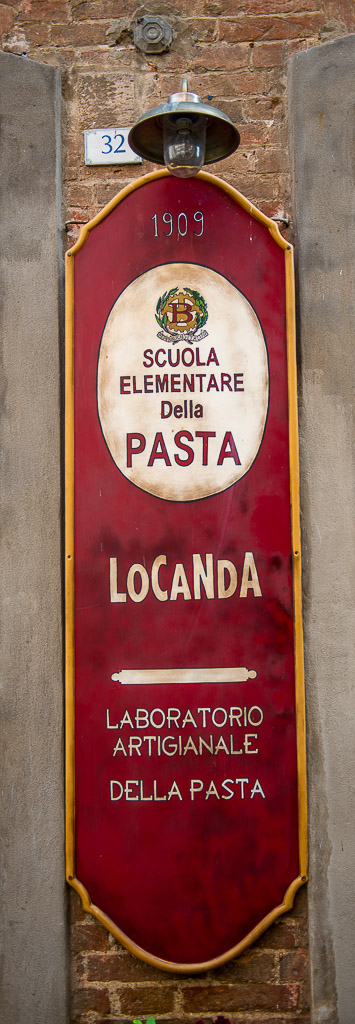 32
1909
B
SCUOLA
ELEMENTARE
Della
PASTA
LOCANDA
LABORATORIO
ARTIGIANALE
DELLA PASTA